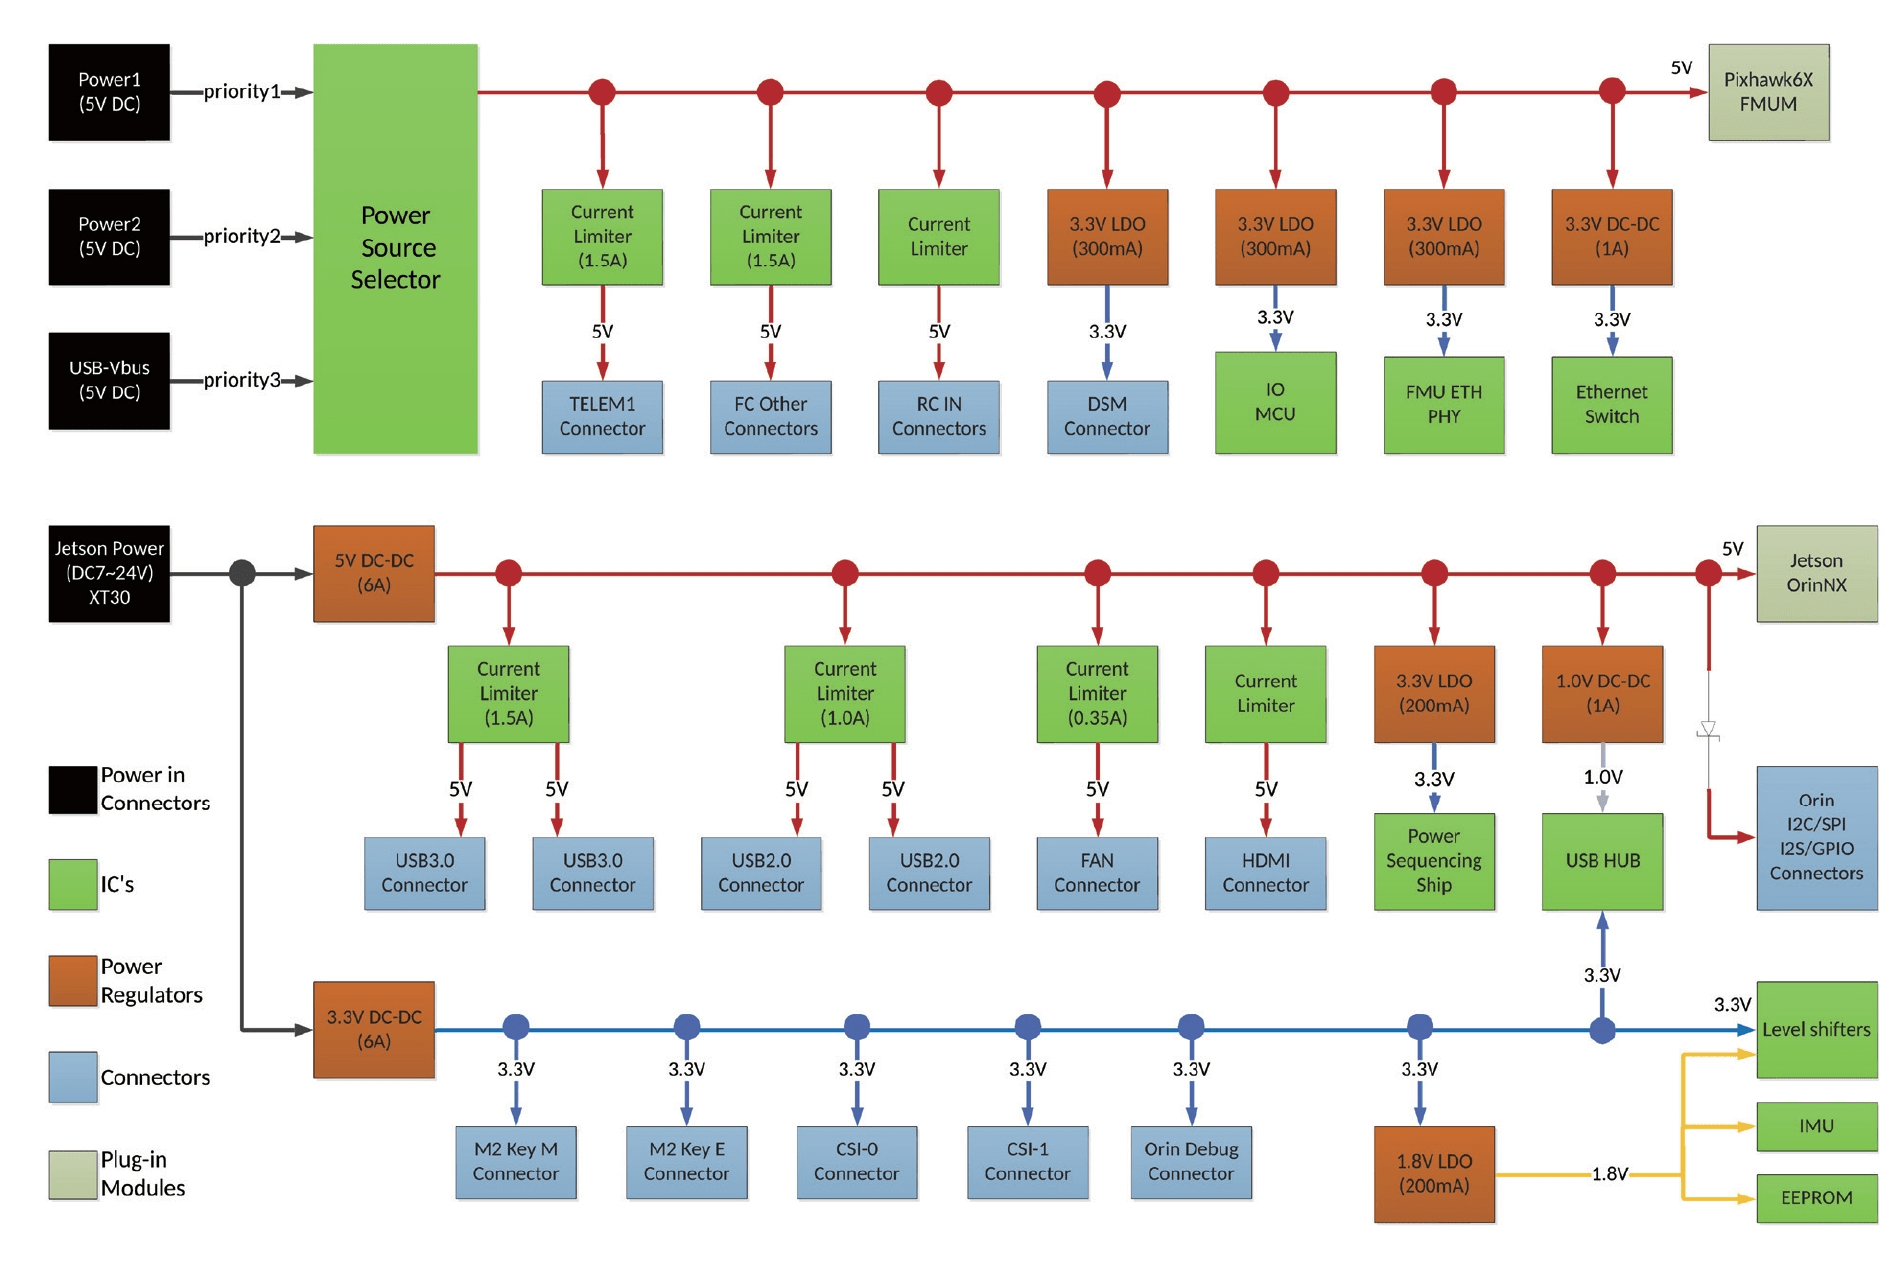 Power1
(5V DC)
priority1
Power2
(5V DC)
priority2
USB-Vbus
(5V DC)
priority3
Power
Source
Selector
5V
Pixhawk6X
FMUM
Current
Limiter
(1.5A)
Current
Limiter
(1.5A)
Current
Limiter
3.3V LDO
(300mA)
3.3V LDO
(300mA)
3.3V LDO
(300mA)
3.3V DC-DC
(1A)
5V
5V
5V
3.3V
3.3V
3.3V
3.3V
TELEM1
Connector
FC Other
Connectors
RC IN
Connectors
DSM
Connector
IO
MCU
FMU ETH
PHY
Ethernet
Switch
Jetson Power
(DC7~24V)
XT30
5V DC-DC
(6A)
5V
Jetson
OrinNX
Current
Limiter
(1.5A)
Current
Limiter
(1.0A)
Current
Limiter
(0.35A)
Current
Limiter
3.3V LDO
(200mA)
1.0V DC-DC
(1A)
5V
5V
5V
5V
5V
5V
3.3V
1.0V
USB3.0
Connector
USB3.0
Connector
USB2.0
Connector
USB2.0
Connector
FAN
Connector
HDMI
Connector
Power
Sequencing
Ship
USB HUB
Orin
I2C/SPI
I2S/GPIO
Connectors
Power in
Connectors
IC's
Power
Regulators
Connectors
Plug-in
Modules
3.3V DC-DC
(6A)
3.3V
3.3V
Level shifters
3.3V
3.3V
3.3V
3.3V
3.3V
3.3V
M2 Key M
Connector
M2 Key E
Connector
CSI-0
Connector
CSI-1
Connector
Orin Debug
Connector
1.8V LDO
(200mA)
1.8V
IMU
EEPROM